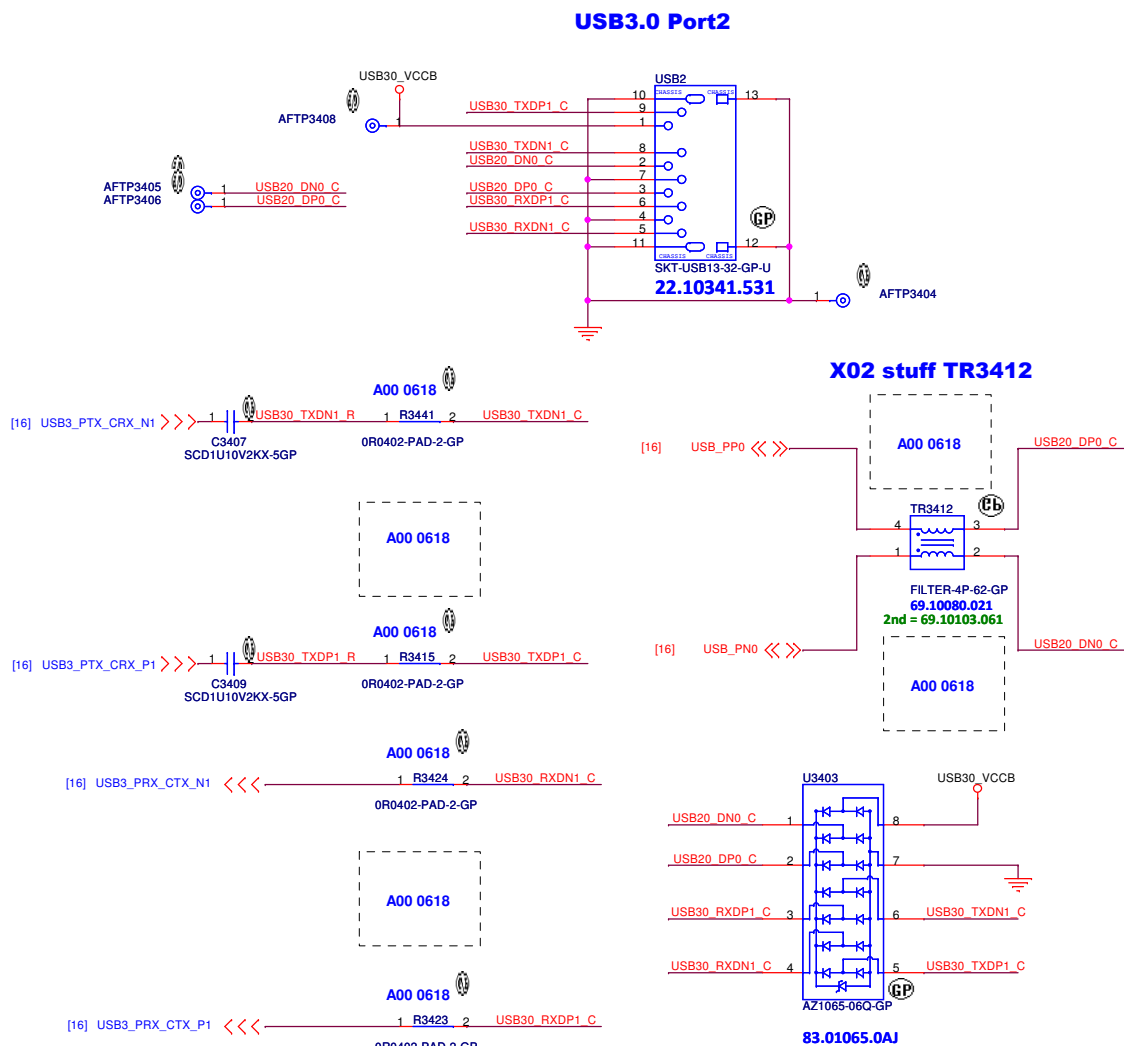 USB3.0 Port2
USB30_VCCB
USB2
CHASSIS CHASSIS
10 13
USB30_TXDP1_C 9
AFTP3408 1 1
USB30_TXDN1_C 8
USB20_DN0_C 2
7
AFTP3405 1 USB20_DN0_C
AFTP3406 1 USB20_DP0_C
USB20_DP0_C 3
USB30_RXDP1_C 6
4
GP
USB30_RXDN1_C 5
11 12
CHASSIS CHASSIS
SKT-USB13-32-GP-U
22.10341.531
1 AFTP3404
X02 stuff TR3412
A00 0618
[16] USB3_PTX_CRX_N1 1 USB30_TXDN1_R 1 R3441 2 USB30_TXDN1_C
C3407
SCD1U10V2KX-5GP
0R0402-PAD-2-GP
A00 0618
A00 0618
[16] USB3_PTX_CRX_P1 1 USB30_TXDP1_R 1 R3415 2 USB30_TXDP1_C
C3409
SCD1U10V2KX-5GP
0R0402-PAD-2-GP
A00 0618
[16] USB3_PRX_CTX_N1 1 R3424 2 USB30_RXDN1_C
0R0402-PAD-2-GP
A00 0618
A00 0618
[16] USB3_PRX_CTX_P1 1 R3423 2 USB30_RXDP1_C
0R0402-PAD-2-GP
A00 0618
[16] USB_PP0 USB20_DP0_C
TR3412
4 3
1 2
FILTER-4P-62-GP
69.10080.021
2nd = 69.10103.061
[16] USB_PN0 USB20_DN0_C
A00 0618
U3403 USB30_VCCB
USB20_DN0_C 1 8
USB20_DP0_C 2 7
USB30_RXDP1_C 3 6 USB30_TXDN1_C
USB30_RXDN1_C 4 5 USB30_TXDP1_C
GP
AZ1065-06Q-GP
83.01065.0AJ